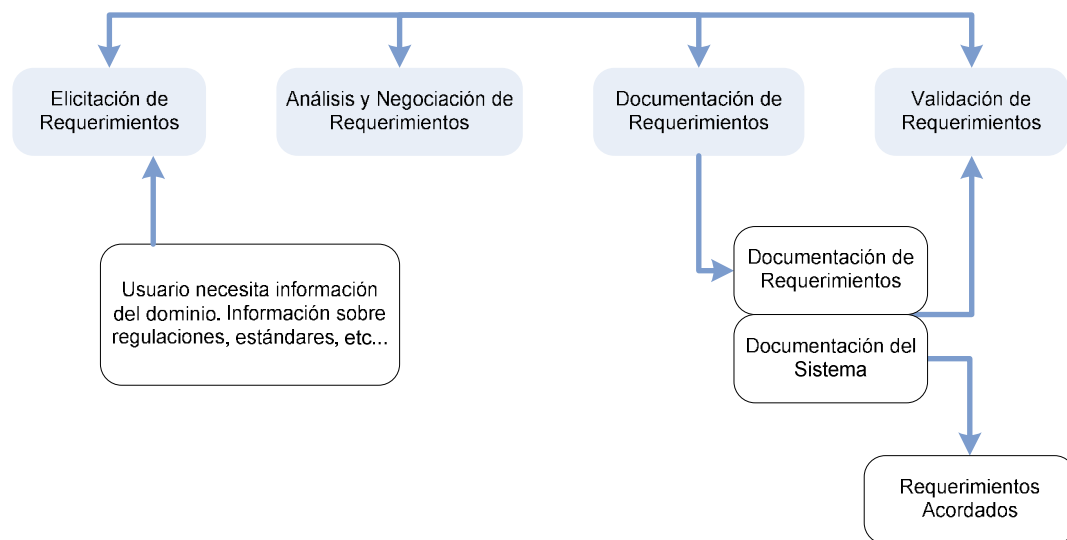 Elicitación de
Requerimientos
Análisis y Negociación de
Requerimientos
Documentación de
Requerimientos
Validación de
Requerimientos
Usuario necesita información
del dominio. Información sobre
regulaciones, estándares, etc...
Documentación de
Requerimientos
Documentación del
Sistema
Requerimientos
Acordados